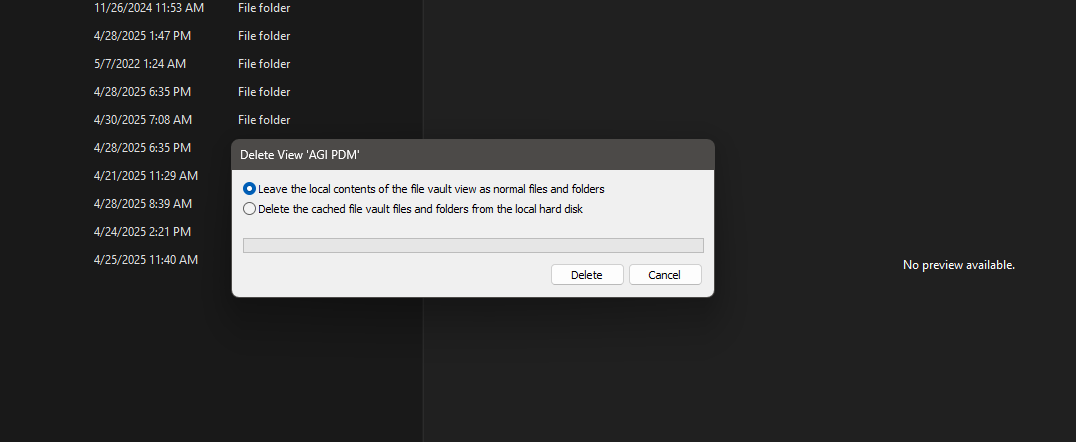 11/26/2024 11:53 AM File folder
4/28/2025 1:47 PM File folder
5/7/2022 1:24 AM File folder
4/28/2025 6:35 PM File folder
4/30/2025 7:08 AM File folder
4/28/2025 6:35 PM
4/21/2025 11:29 AM
4/28/2025 8:39 AM
4/24/2025 2:21 PM
4/25/2025 11:40 AM
Delete View 'AGI PDM'
Leave the local contents of the file vault view as normal files and folders
Delete the cached file vault files and folders from the local hard disk
Delete Cancel
No preview available.